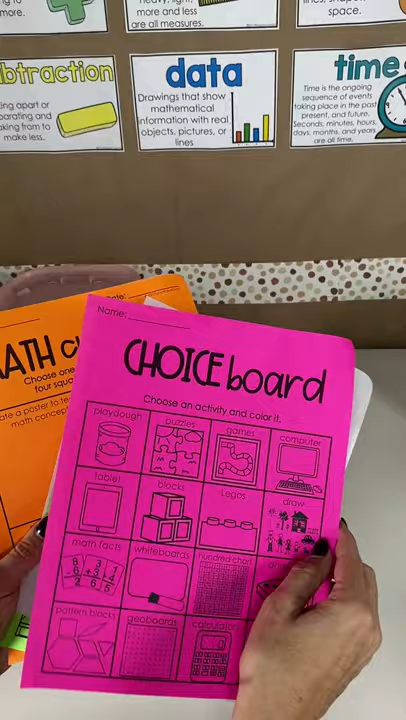 more.
more and less
are all measures.
space.
btraction
ing apart or
parating and
aking from to
make less.
data
Drawings that show
mathematical
information with real
objects, pictures, or
lines
time
Time is the ongoing
sequence of events
taking place in the past
present, and future.
Seconds, minutes, hours,
days, months, and years
are all time.
ate:
ATH C
Choose one
four squa
ate a poster to te
math concep
Name:
CHOICE board
Choose an activity and color it.
playdough
puzzles
games
computer
tablet
blocks
Legos
draw
math facts
whiteboards
hundred chart
pattern blocks
geoboards
calculator